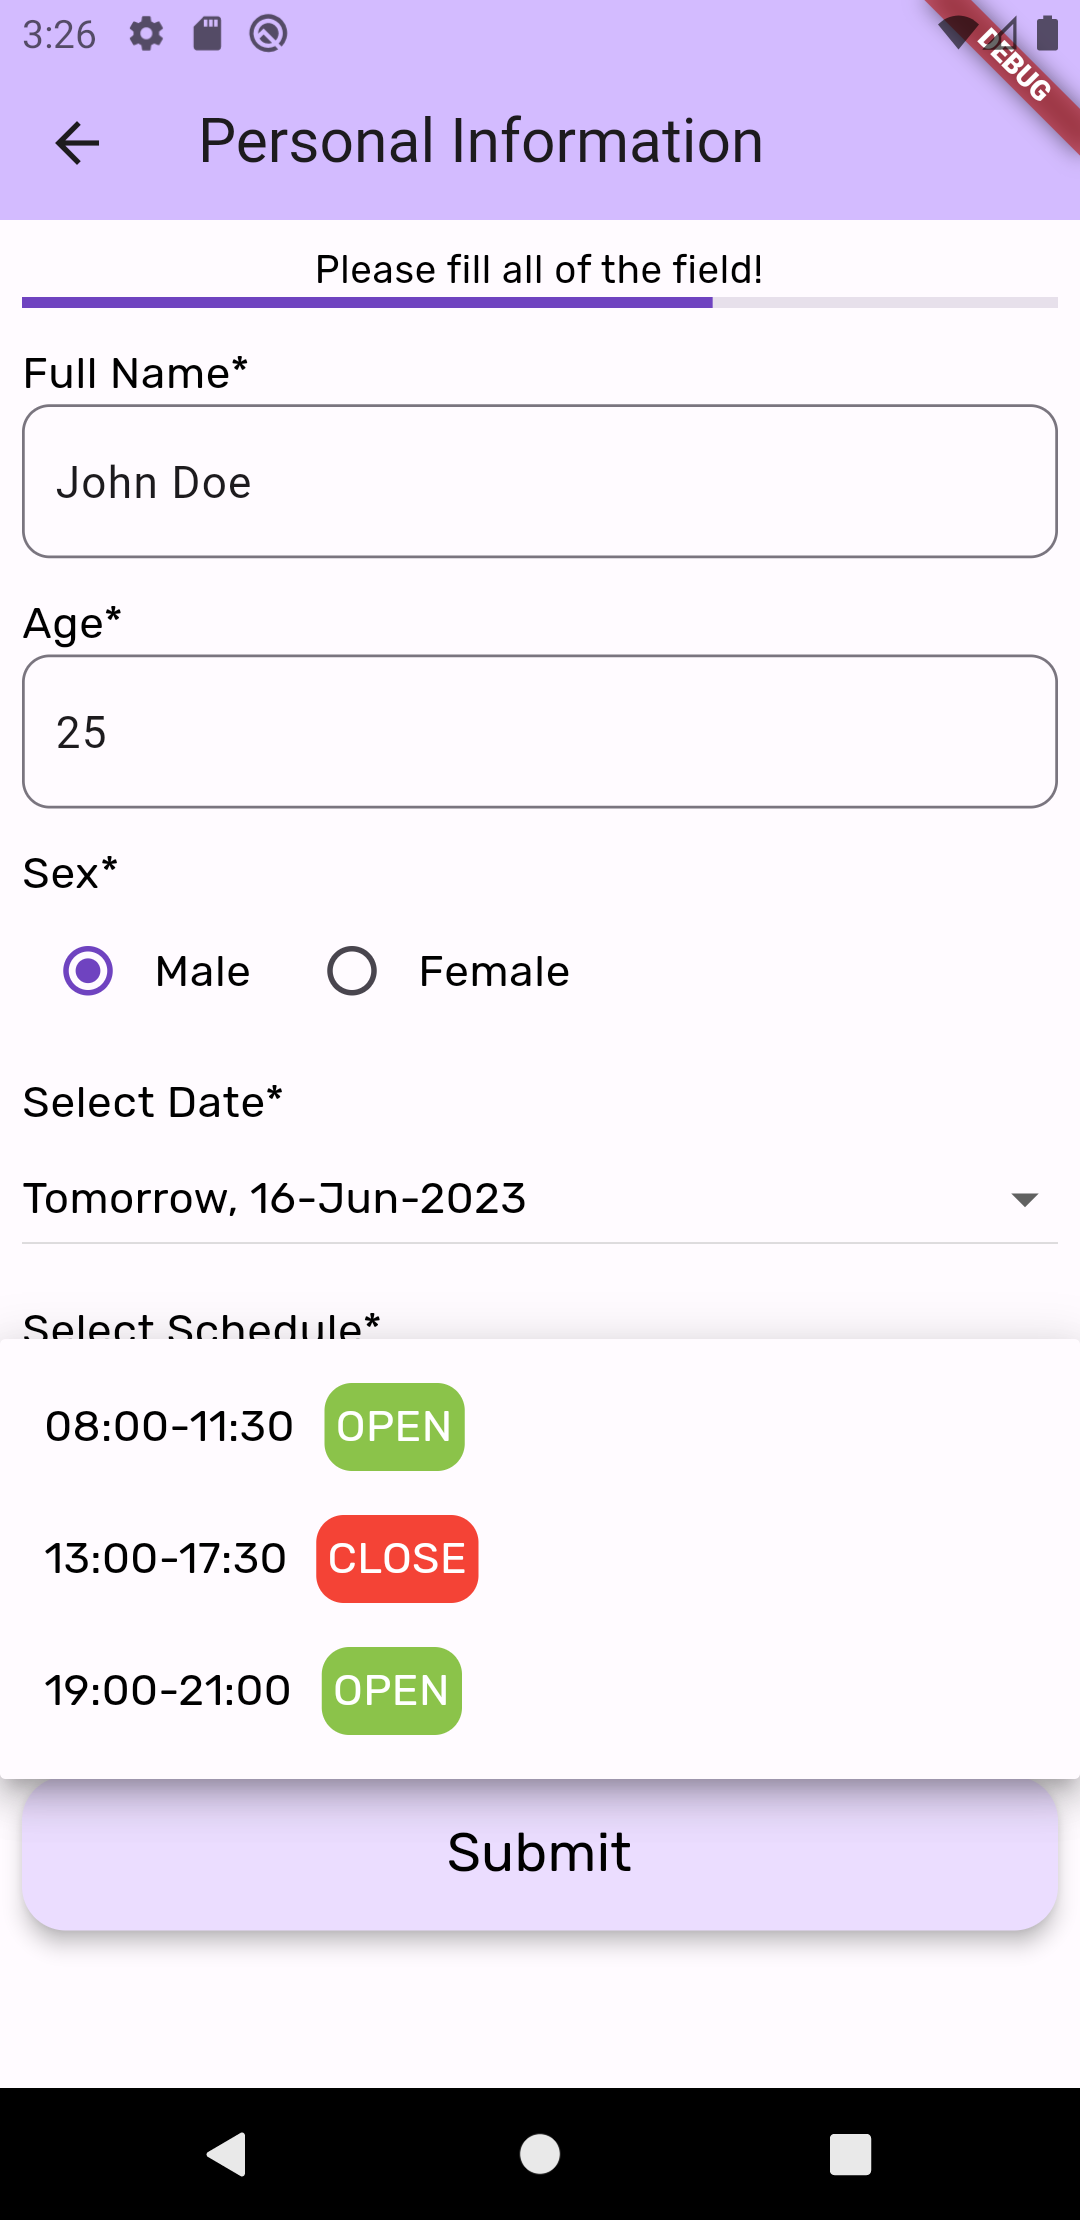 3:26
DEBUG
Personal Information
Please fill all of the field!
Full Name*
John Doe
Age*
25
Sex*
Male Female
Select Date*
Tomorrow, 16-Jun-2023
Select Schedule*
08:00-11:30 OPEN
13:00-17:30 CLOSE
19:00-21:00 OPEN
Submit